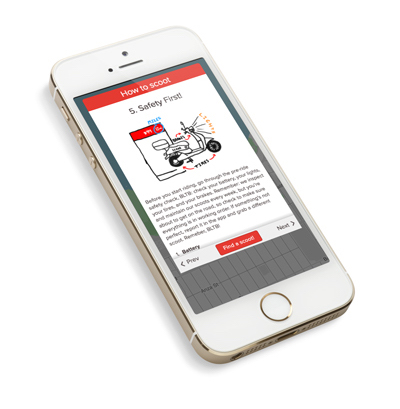 How to scoot
5. Safety First!
Before you start riding, go through the pre-ride
safety check, BLTB: check your battery, your lights,
your tires, and your brakes. Remember: we inspect
and maintain our scoots every week, but you're
about to get on the road, so check to make sure
everything is in working order. If something's not
perfect, report it in the app and grab a different
scoot. Remeber, BLTB!
1. Battery
Prev
Find a scoot!
Next